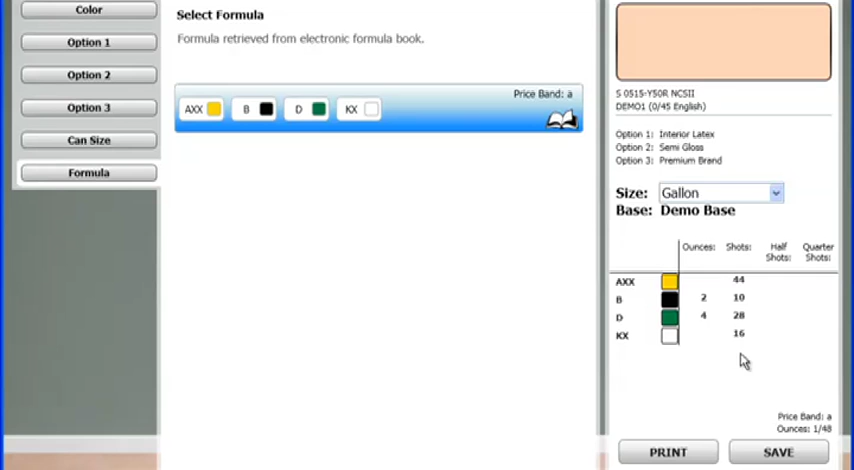 Color
Option 1
Option 2
Option 3
Can Size
Formula
Select Formula
Formula retrieved from electronic formula book.
Price Band: a
AXX B D KX
S 0515-Y50R NCSII
DEMO1 (0/45 English)
Option 1: Interior Latex
Option 2: Semi Gloss
Option 3: Premium Brand
Size: Gallon
Base: Demo Base
Ounces: Shots: Half Shots: Quarter Shots:
AXX 44
B 2 10
D 4 28
KX 16
Price Band: a
Ounces: 1/48
PRINT SAVE